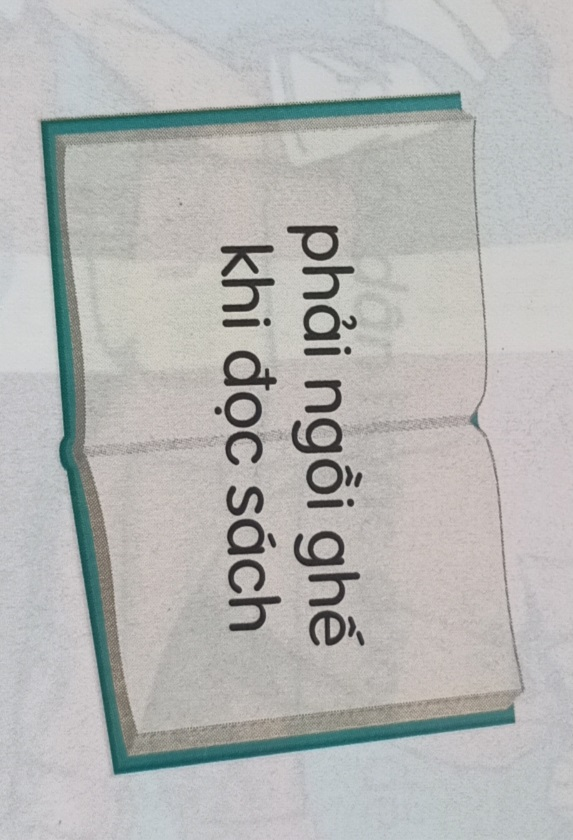 phải ngồi ghế
khi đọc sách